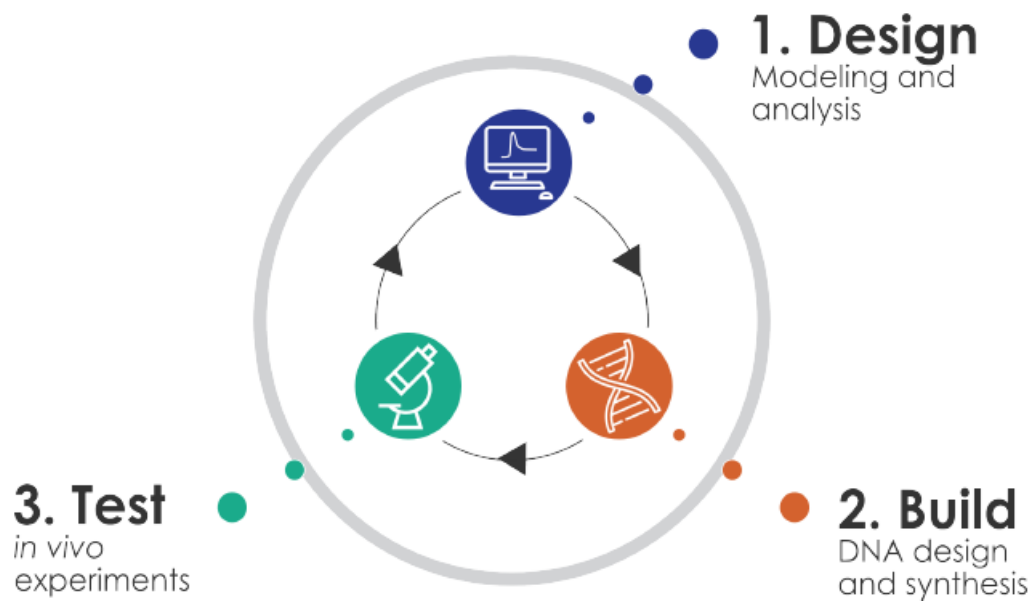 1. Design
Modeling and
analysis
2. Build
DNA design
and synthesis
3. Test
in vivo
experiments